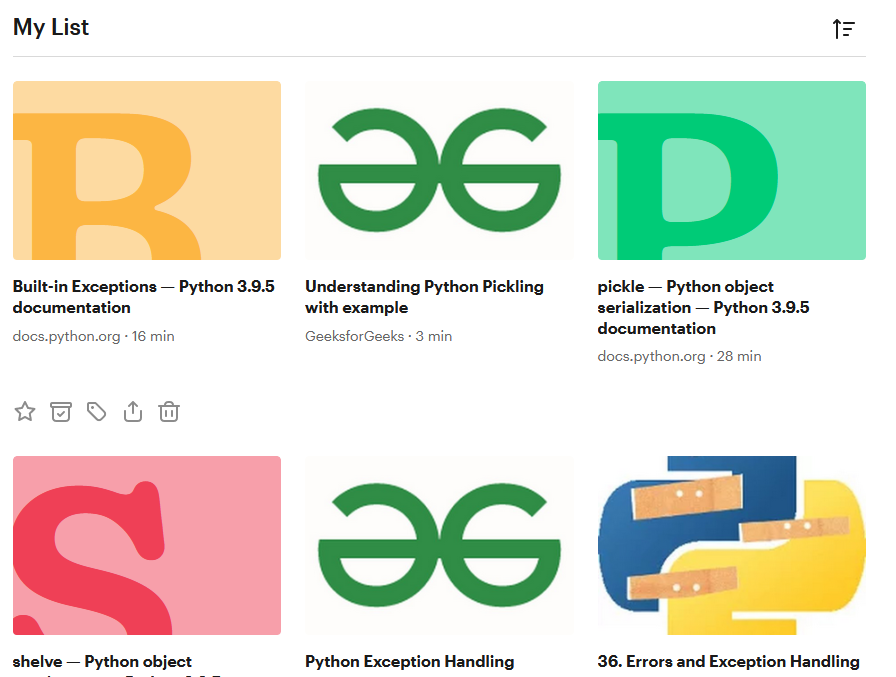 My List
Built-in Exceptions — Python 3.9.5
documentation
docs.python.org · 16 min
Understanding Python Pickling
with example
GeeksforGeeks · 3 min
pickle — Python object
serialization — Python 3.9.5
documentation
docs.python.org · 28 min
shelve — Python object
Python Exception Handling
36. Errors and Exception Handling